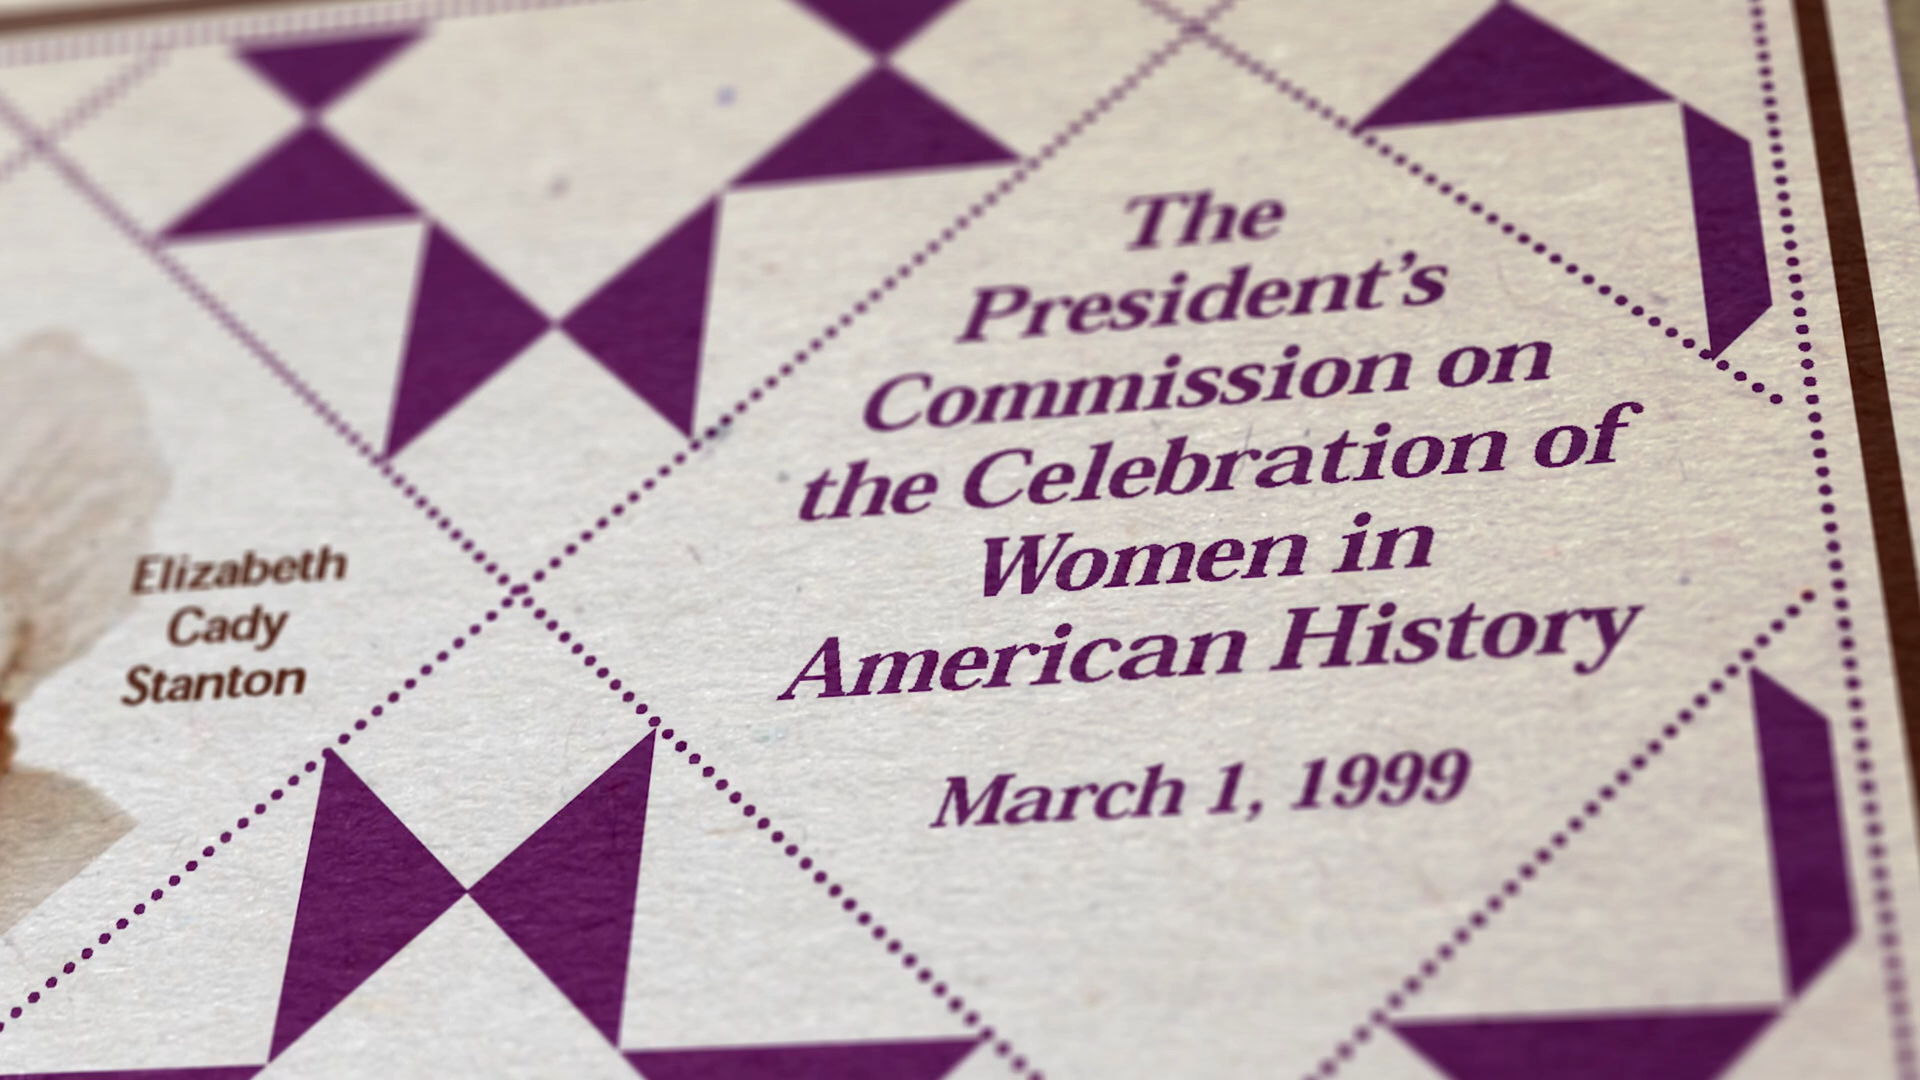 The
President's
Commission on
the Celebration of
Women in
American History
March 1, 1999
Elizabeth
Cady
Stanton